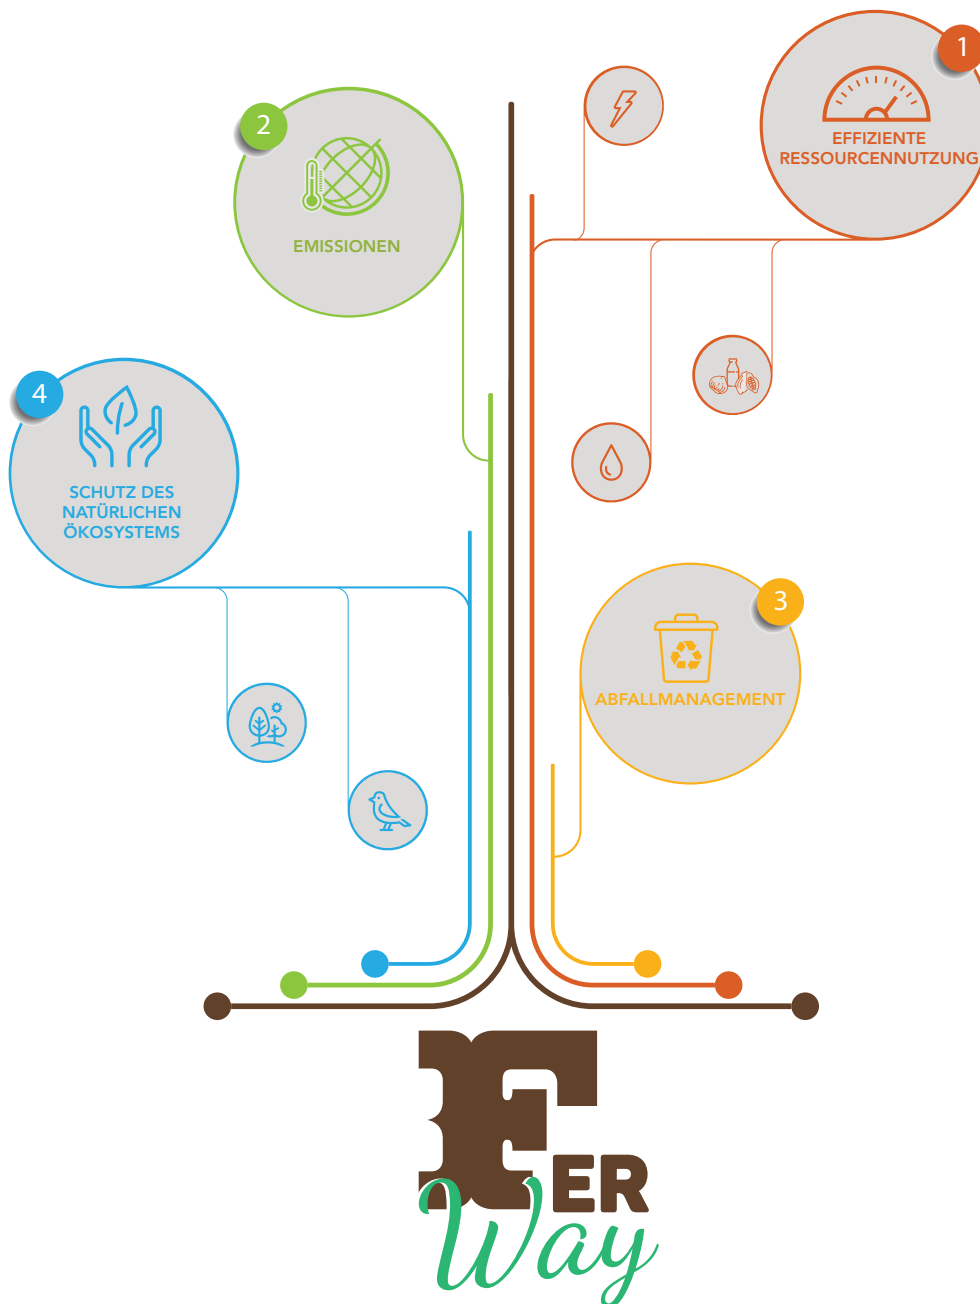 1
EFFIZIENTE
RESSOURCENNUTZUNG
2
EMISSIONEN
4
SCHUTZ DES
NATÜRLICHEN
ÖKOSYSTEMS
3
ABFALLMANAGEMENT
FER
Way